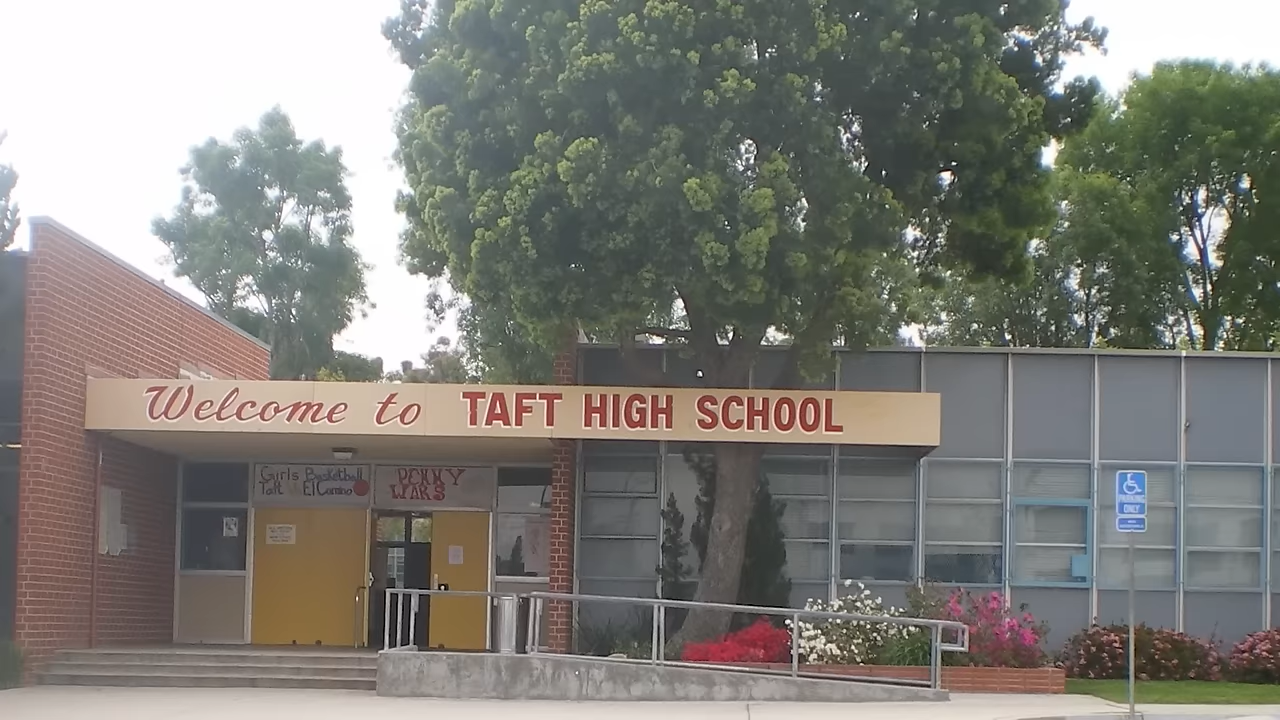 Welcome to TAFT HIGH SCHOOL
Girls Basketball
Taft El Camino
PENNY
WARS
PARKING
ONLY